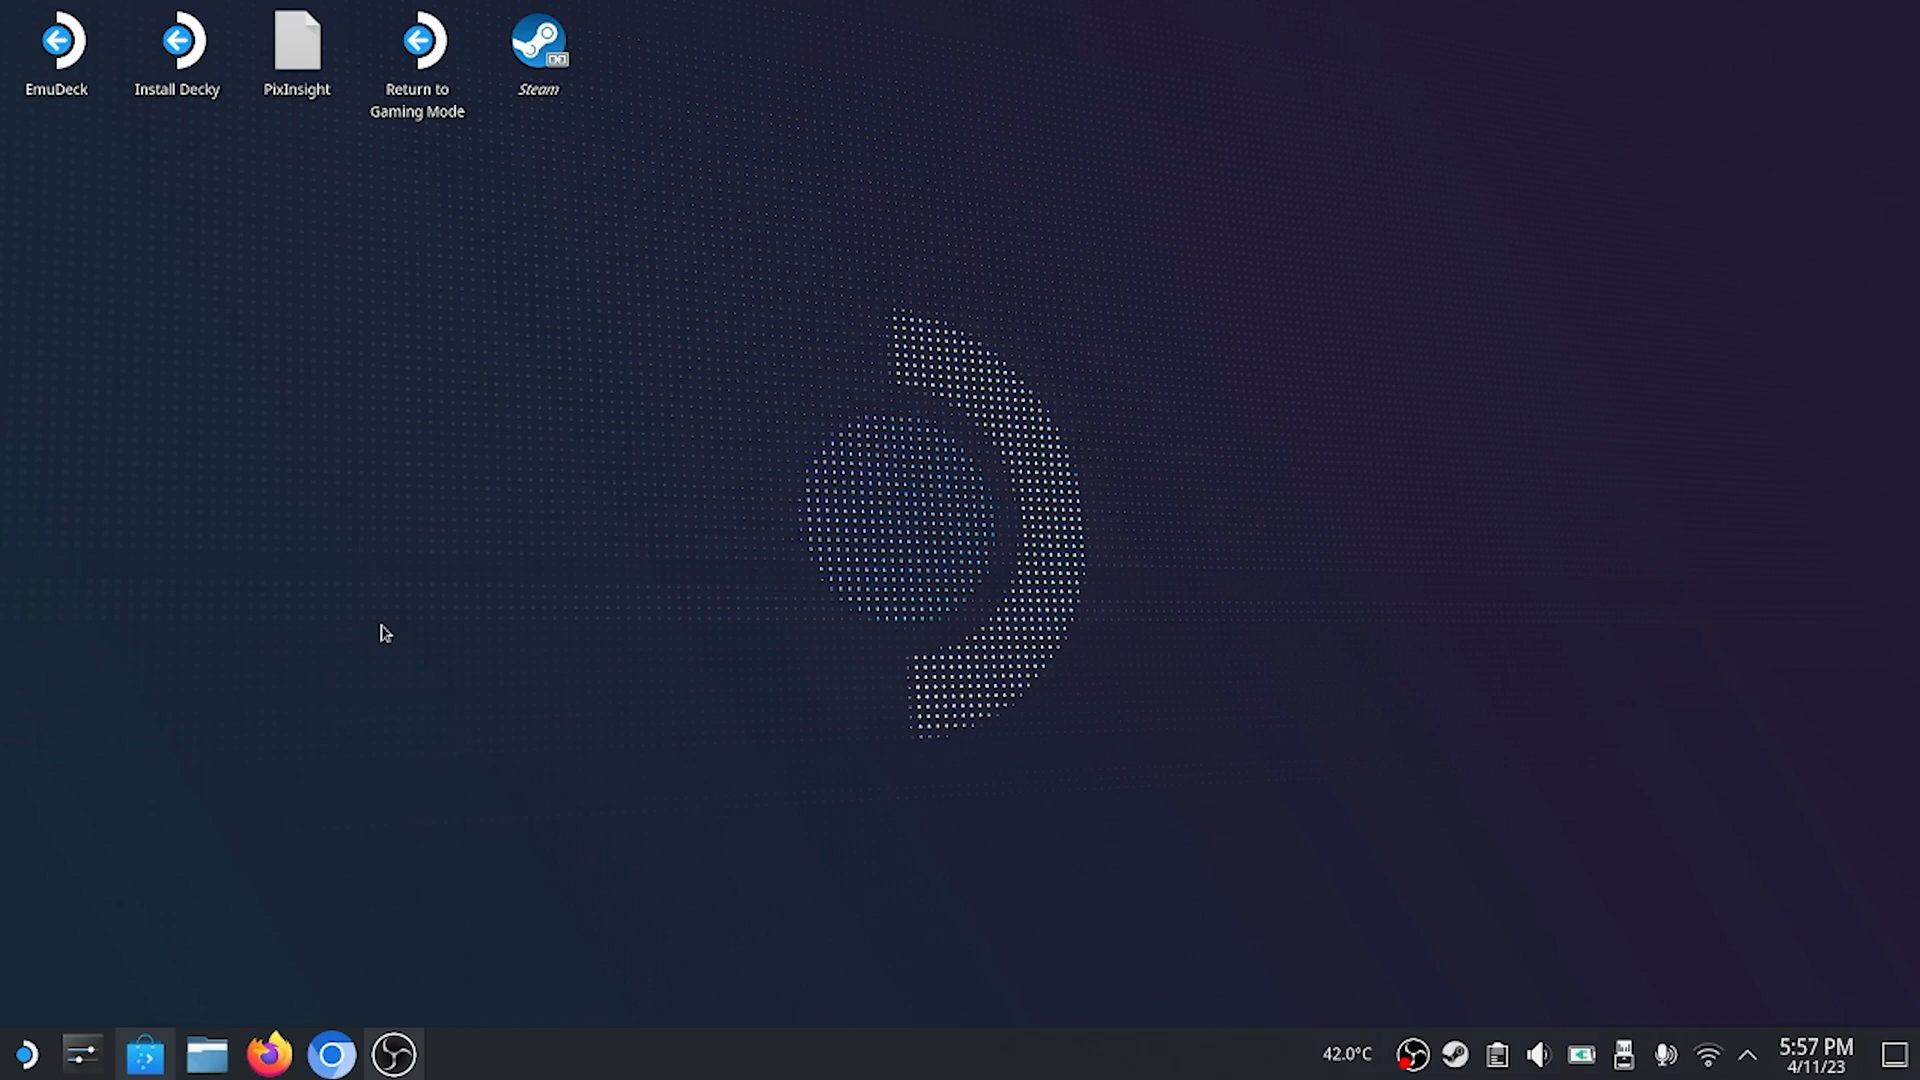 EmuDeck
Install Decky
PixInsight
Return to
Gaming Mode
Steam
42.0°C
5:57 PM
4/11/23